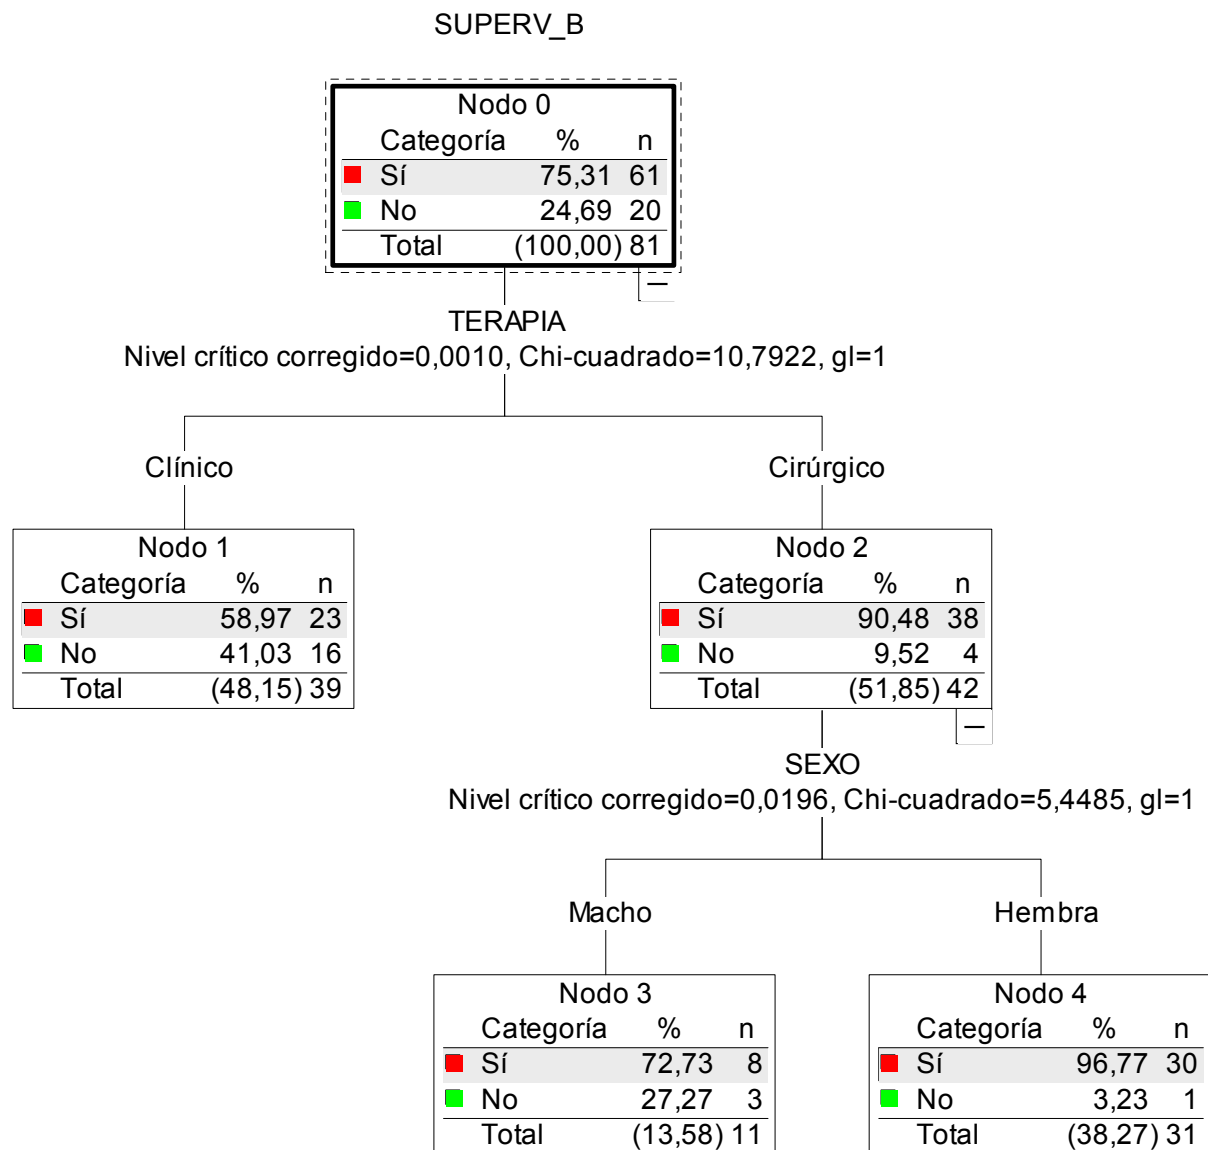 SUPERV_B
Nodo 0
Categoría % n
Sí 75,31 61
No 24,69 20
Total (100,00) 81
TERAPIA
Nivel crítico corregido=0,0010, Chi-cuadrado=10,7922, gl=1
Clínico Cirúrgico
Nodo 1
Categoría % n
Sí 58,97 23
No 41,03 16
Total (48,15) 39
Nodo 2
Categoría % n
Sí 90,48 38
No 9,52 4
Total (51,85) 42
SEXO
Nivel crítico corregido=0,0196, Chi-cuadrado=5,4485, gl=1
Macho Hembra
Nodo 3
Categoría % n
Sí 72,73 8
No 27,27 3
Total (13,58) 11
Nodo 4
Categoría % n
Sí 96,77 30
No 3,23 1
Total (38,27) 31